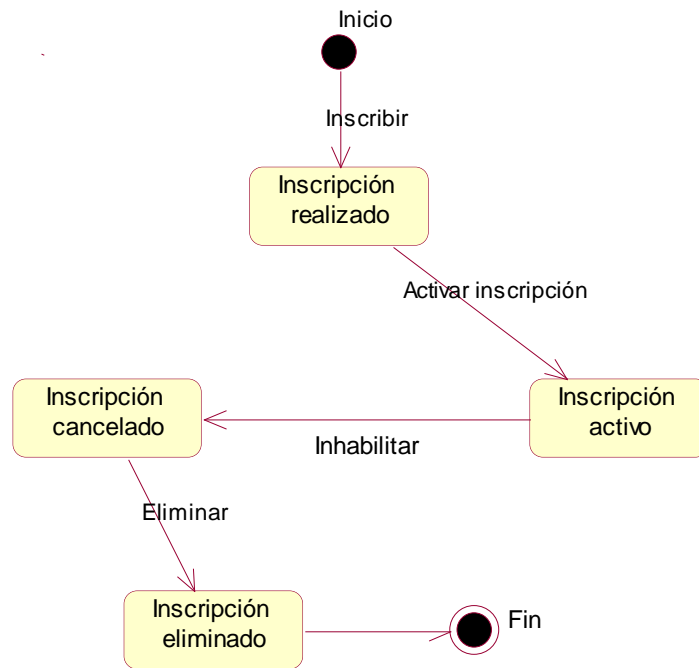 Inicio
Inscribir
Inscripción
realizado
Activar inscripción
Inscripción
cancelado
Inscripción
activo
Inhabilitar
Eliminar
Inscripción
eliminado
Fin